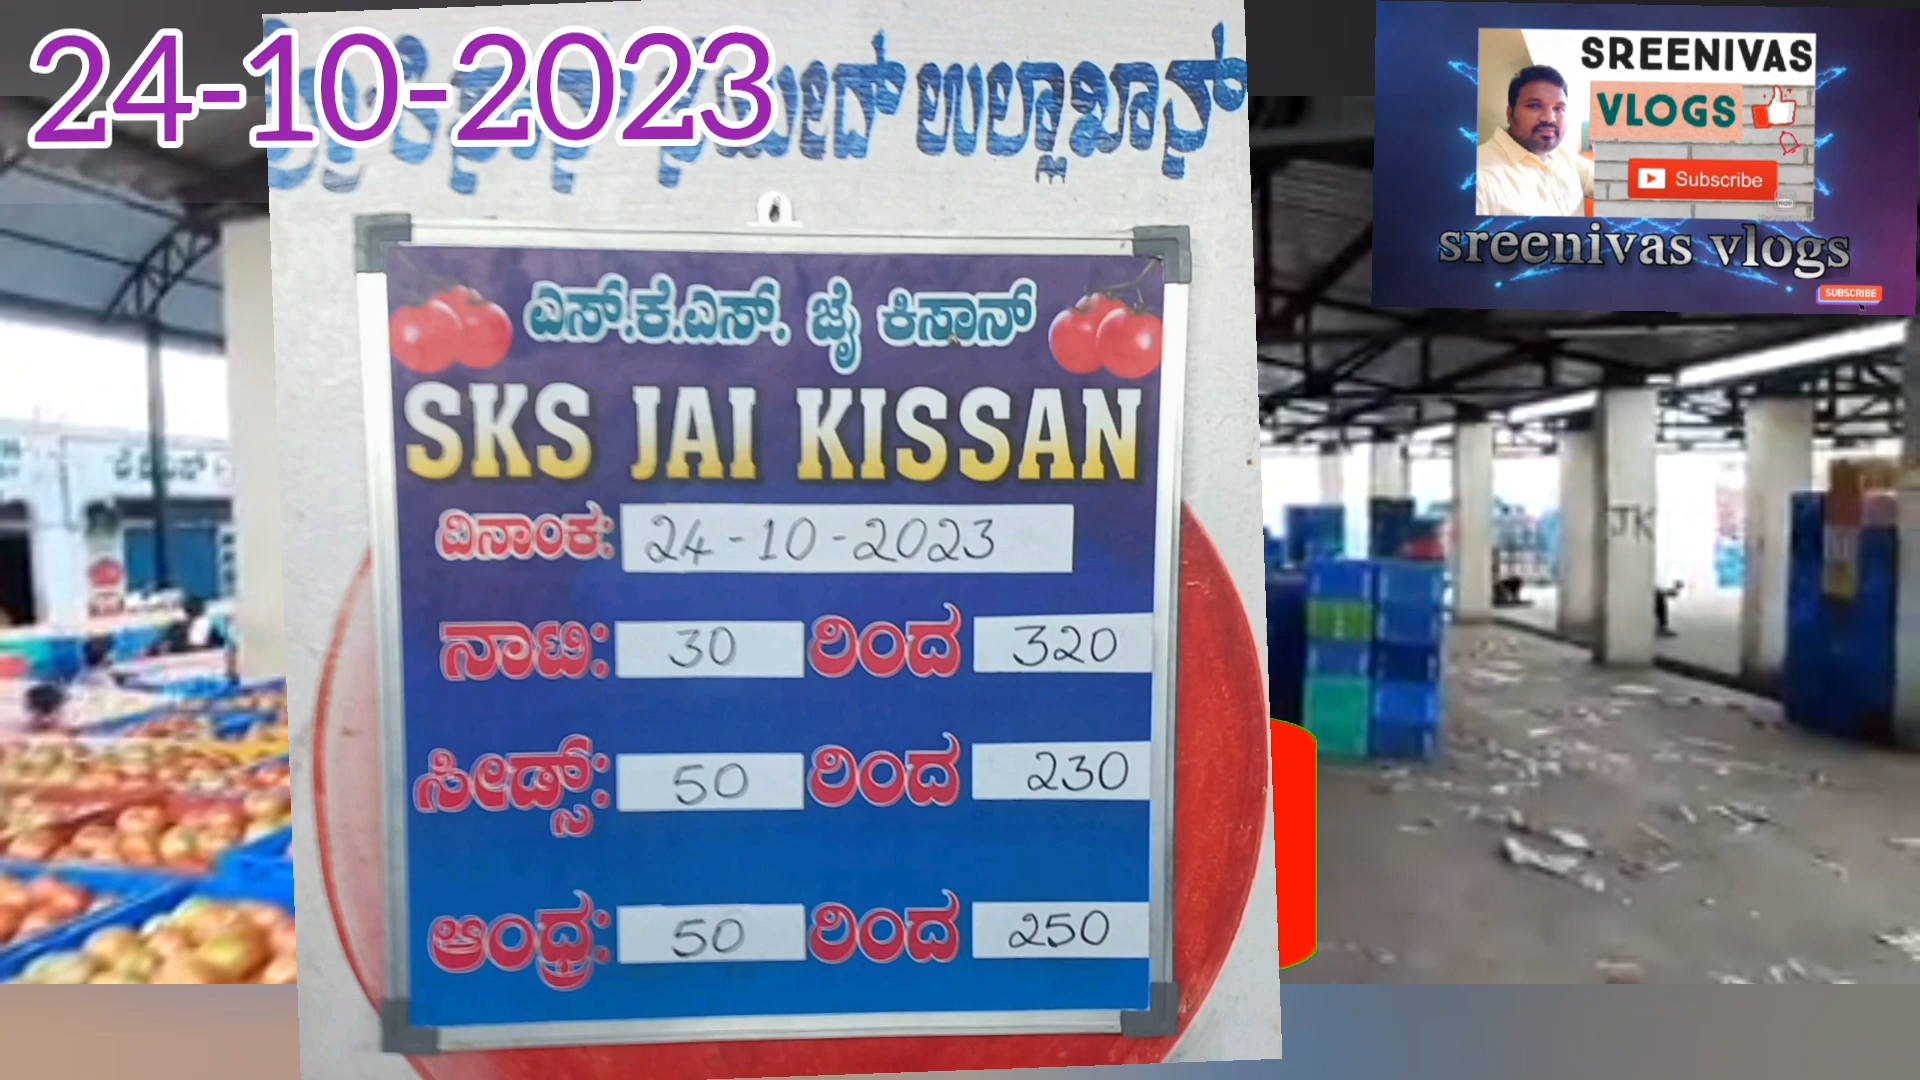 24-10-2023
ಉಲ್ಲಾಖಾನ್
SREENIVAS
VLOGS
Subscribe
sreenivas vlogs
SUBSCRIBE
ಎಸ್.ಕೆ.ಎಸ್. ಜೈ ಕಿಸಾನ್
SKS JAI KISSAN
ದಿನಾಂಕ: 24-10-2023
ನಾಟಿ: 30 ರಿಂದ 320
ಸೀಡ್ಸ್: 50 ರಿಂದ 230
ಆಂಧ್ರ: 50 ರಿಂದ 250
JK